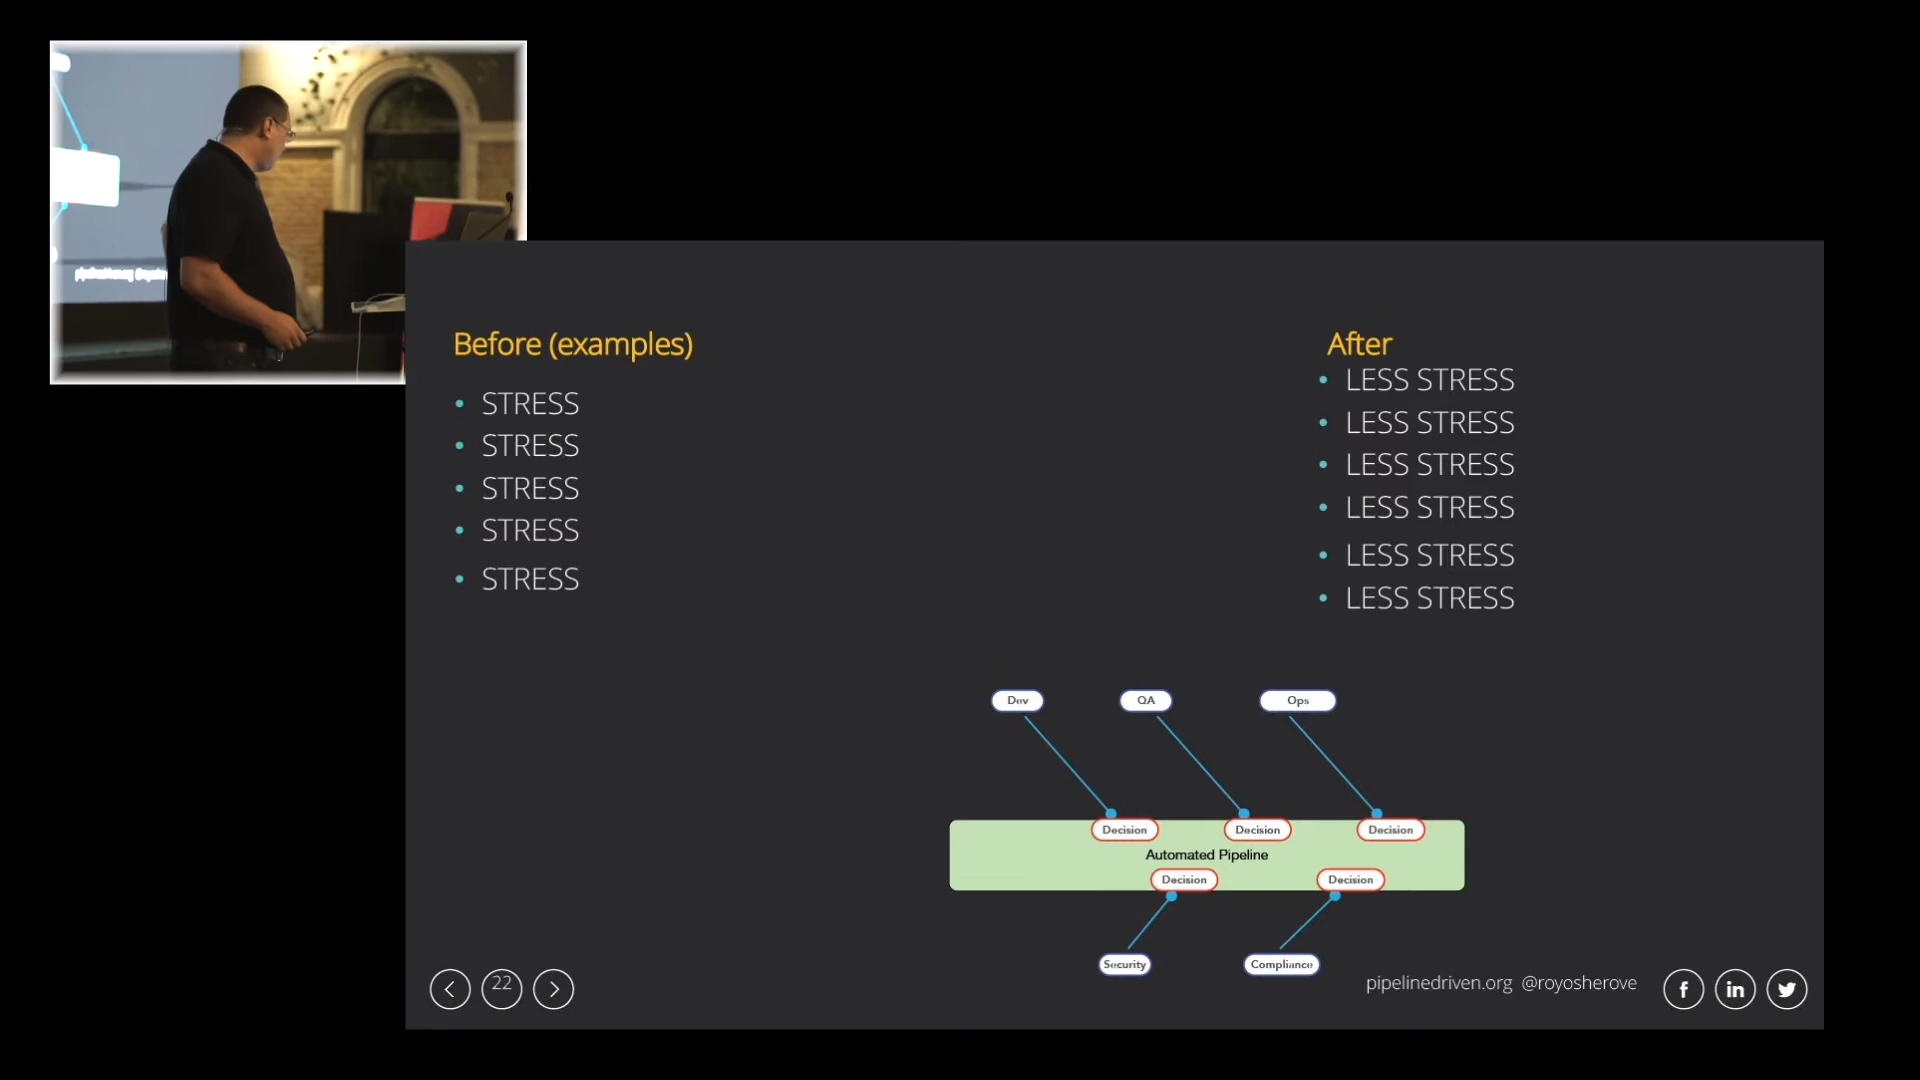 Before (examples)
STRESS
STRESS
STRESS
STRESS
STRESS
After
LESS STRESS
LESS STRESS
LESS STRESS
LESS STRESS
LESS STRESS
LESS STRESS
Dev
QA
Ops
Decision
Decision
Decision
Automated Pipeline
Decision
Decision
Security
Compliance
22
pipelinedriven.org @royosherove
f
in